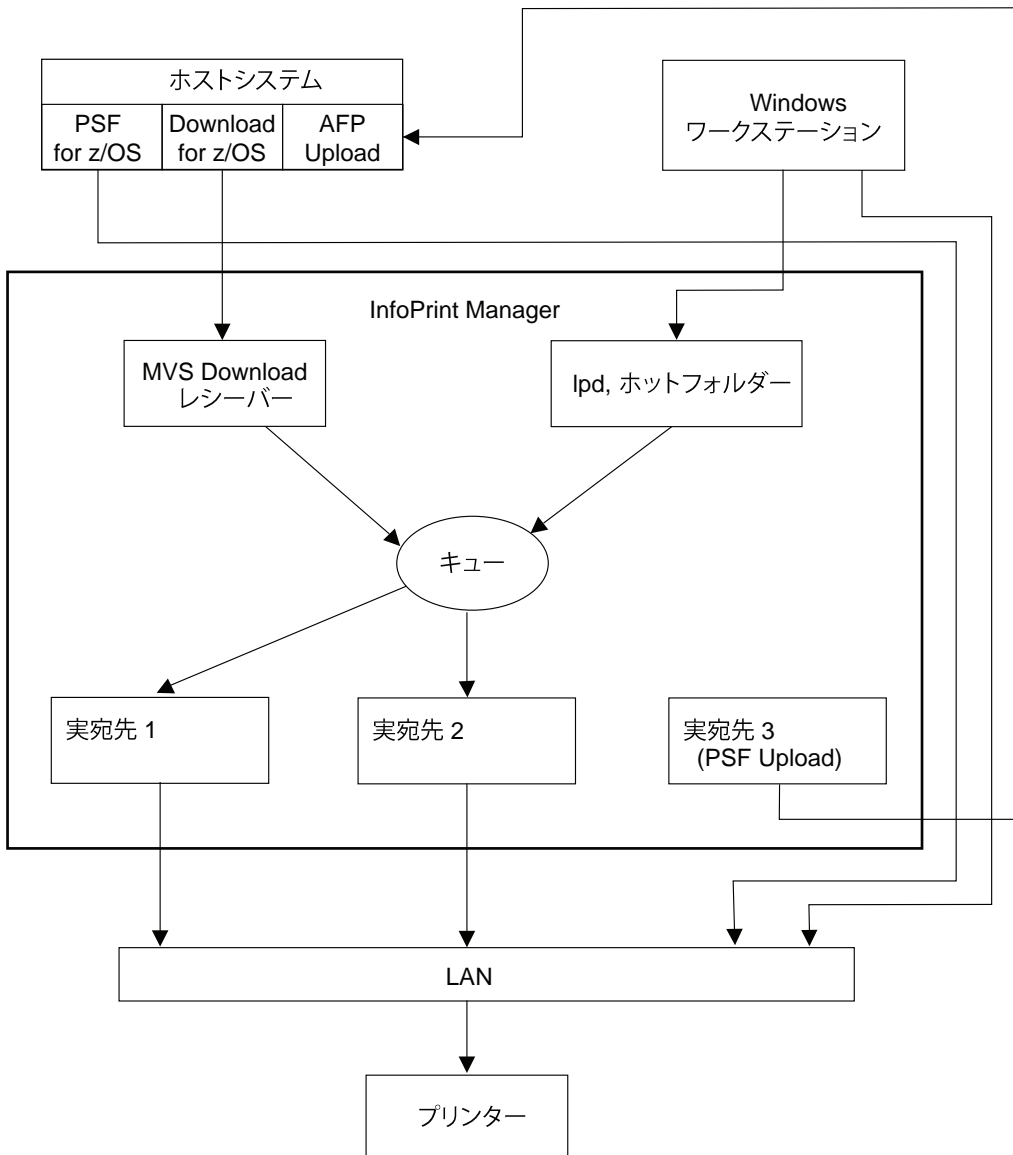 ホストシステム
PSF
for z/OS
Download
for z/OS
AFP
Upload
Windows
ワークステーション
InfoPrint Manager
MVS Download
レシーバー
lpd, ホットフォルダー
キュー
実宛先 1
実宛先 2
実宛先 3
(PSF Upload)
LAN
プリンター